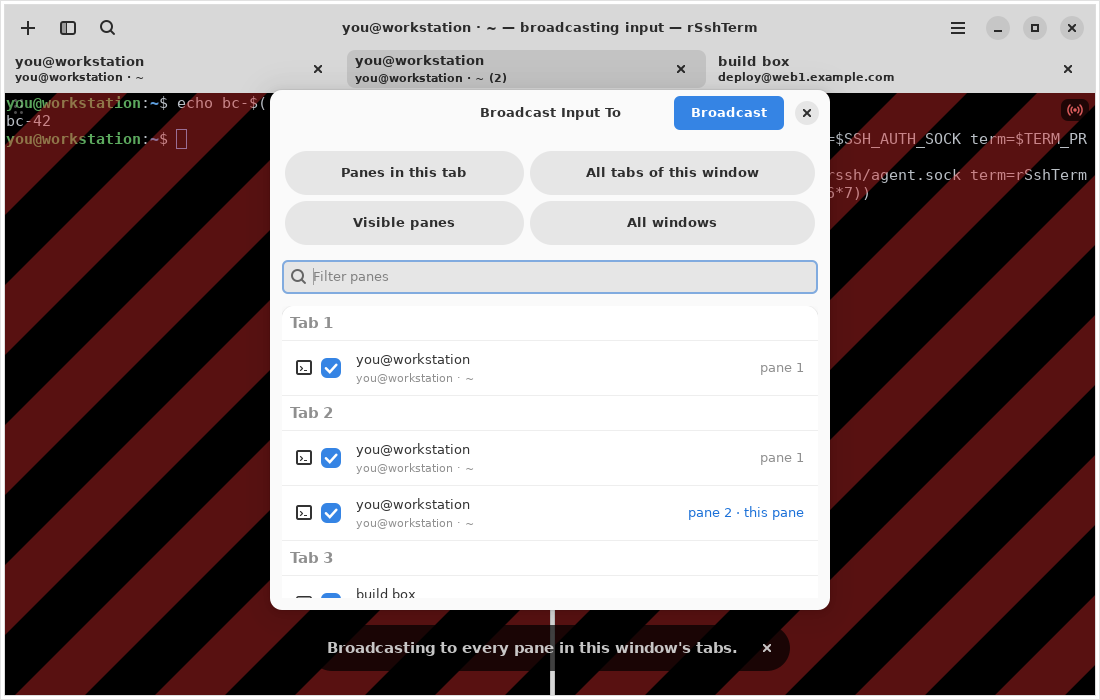 you@workstation · ~ — broadcasting input — rSshTerm
you@workstation
you@workstation · ~
you@workstation
you@workstation · ~ (2)
build box
deploy@web1.example.com
you@workstation:~$ echo bc-$(
bc-42
you@workstation:~$
=$SSH_AUTH_SOCK term=$TERM_PR
rssh/agent.sock term=rSshTerm
6*7))
Broadcast Input To
Broadcast
Panes in this tab
All tabs of this window
Visible panes
All windows
Filter panes
Tab 1
you@workstation
you@workstation · ~
pane 1
Tab 2
you@workstation
you@workstation · ~
pane 1
you@workstation
you@workstation · ~
pane 2 · this pane
Tab 3
build box
Broadcasting to every pane in this window's tabs.